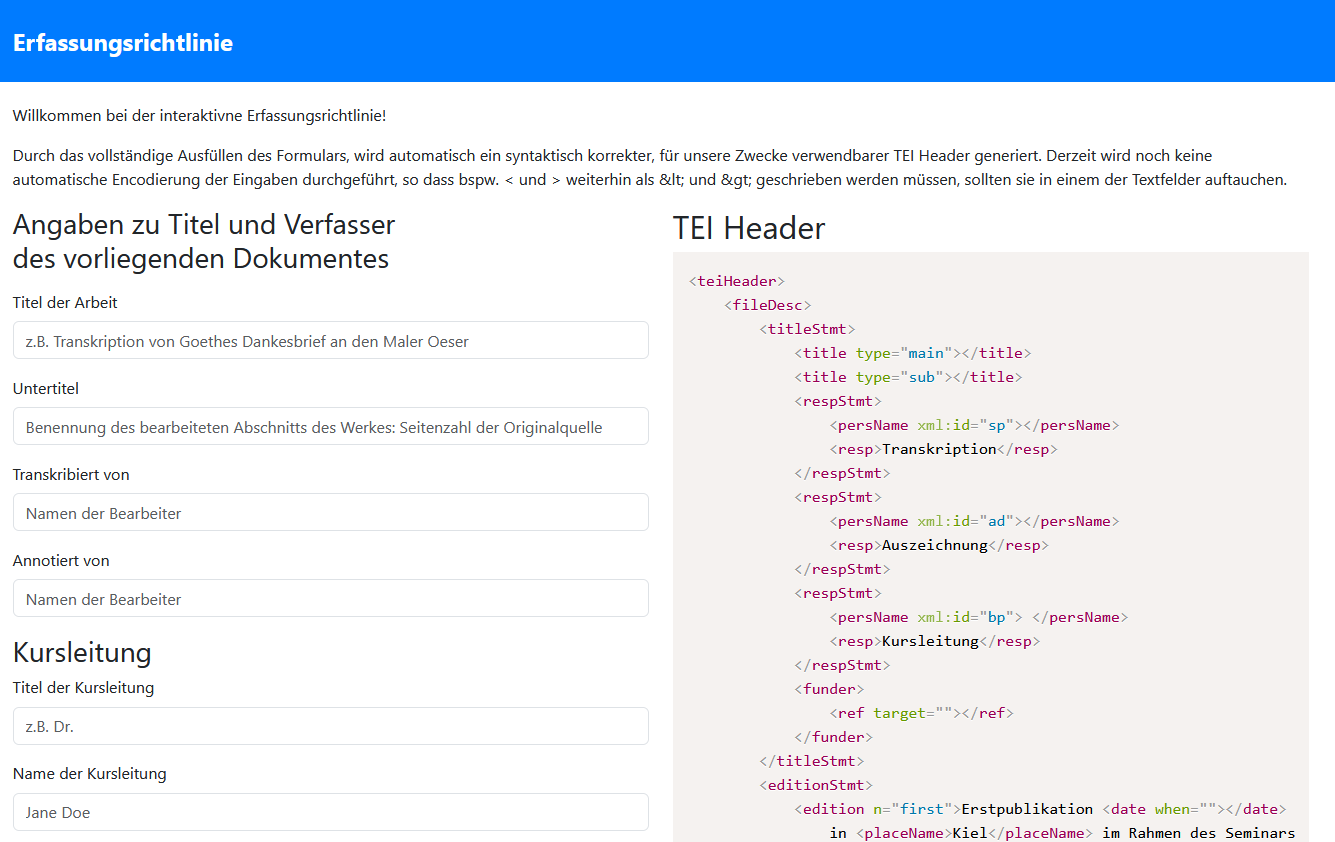 Erfassungsrichtlinie
Willkommen bei der interaktivne Erfassungsrichtlinie!
Durch das vollständige Ausfüllen des Formulars, wird automatisch ein syntaktisch korrekter, für unsere Zwecke verwendbarer TEI Header generiert. Derzeit wird noch keine
automatische Encodierung der Eingaben durchgeführt, so dass bspw. < und > weiterhin als &lt; und &gt; geschrieben werden müssen, sollten sie in einem der Textfelder auftauchen.
Angaben zu Titel und Verfasser
des vorliegenden Dokumentes
Titel der Arbeit
z.B. Transkription von Goethes Dankesbrief an den Maler Oeser
Untertitel
Benennung des bearbeiteten Abschnitts des Werkes: Seitenzahl der Originalquelle
Transkribiert von
Namen der Bearbeiter
Annotiert von
Namen der Bearbeiter
Kursleitung
Titel der Kursleitung
z.B. Dr.
Name der Kursleitung
Jane Doe
TEI Header
<teiHeader>
<fileDesc>
<titleStmt>
<title type="main"></title>
<title type="sub"></title>
<respStmt>
<persName xml:id="sp"></persName>
<resp>Transkription</resp>
</respStmt>
<respStmt>
<persName xml:id="ad"></persName>
<resp>Auszeichnung</resp>
</respStmt>
<respStmt>
<persName xml:id="bp"> </persName>
<resp>Kursleitung</resp>
</respStmt>
<funder>
<ref target=""></ref>
</funder>
</titleStmt>
<editionStmt>
<edition n="first">Erstpublikation <date when=""></date>
in <placeName>Kiel</placeName> im Rahmen des Seminars